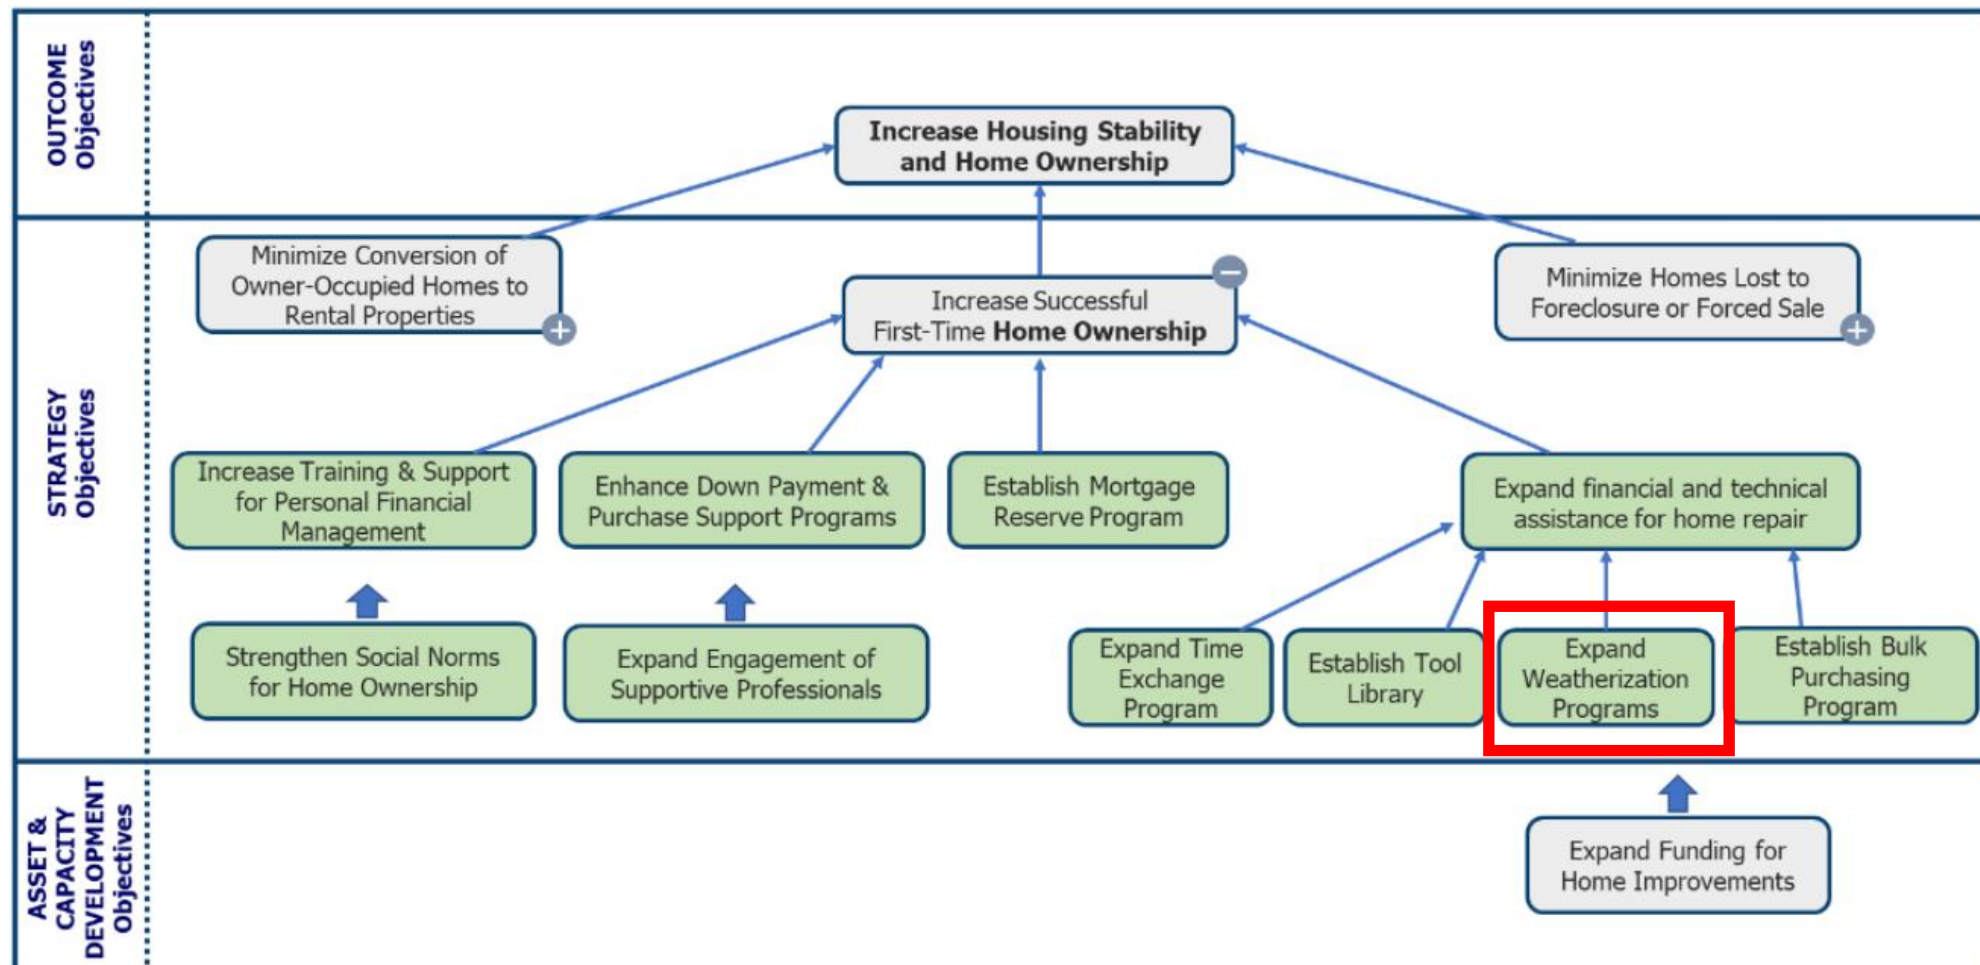 OUTCOME
Objectives
Increase Housing Stability
and Home Ownership
STRATEGY
Objectives
Minimize Conversion of
Owner-Occupied Homes to
Rental Properties
+
Increase Successful
First-Time Home Ownership
−
Minimize Homes Lost to
Foreclosure or Forced Sale
+
Increase Training & Support
for Personal Financial
Management
Enhance Down Payment &
Purchase Support Programs
Establish Mortgage
Reserve Program
Expand financial and technical
assistance for home repair
Strengthen Social Norms
for Home Ownership
Expand Engagement of
Supportive Professionals
Expand Time
Exchange
Program
Establish Tool
Library
Expand
Weatherization
Programs
Establish Bulk
Purchasing
Program
ASSET &
CAPACITY
DEVELOPMENT
Objectives
Expand Funding for
Home Improvements